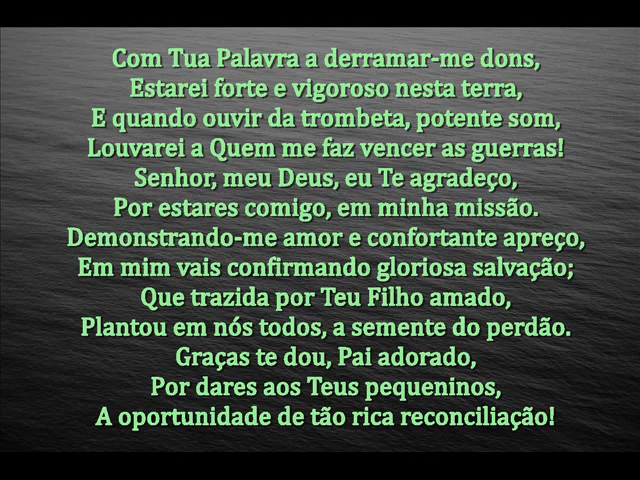 Com Tua Palavra a derramar-me dons,
Estarei forte e vigoroso nesta terra,
E quando ouvir da trombeta, potente som,
Louvarei a Quem me faz vencer as guerras!
Senhor, meu Deus, eu Te agradeço,
Por estares comigo, em minha missão.
Demonstrando-me amor e confortante apreço,
Em mim vais confirmando gloriosa salvação;
Que trazida por Teu Filho amado,
Plantou em nós todos, a semente do perdão.
Graças te dou, Pai adorado,
Por dares aos Teus pequeninos,
A oportunidade de tão rica reconciliação!